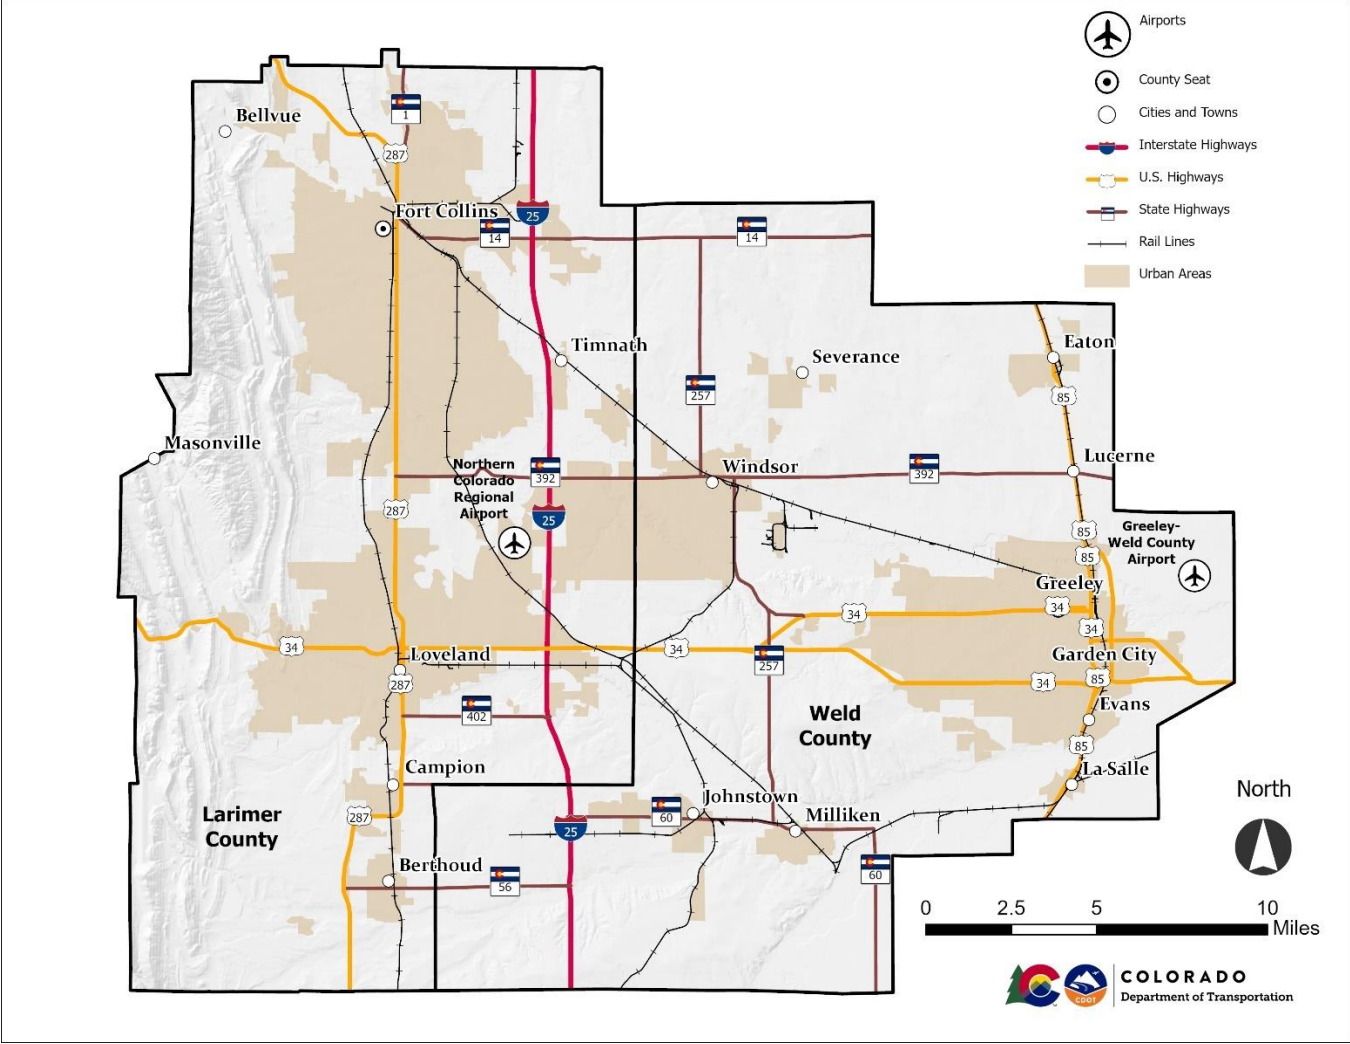 Airports
County Seat
Cities and Towns
Interstate Highways
U.S. Highways
State Highways
Rail Lines
Urban Areas
Bellvue
1
287
Fort Collins
25
14
14
Timnath
Severance
Eaton
257
85
Masonville
Northern
Colorado
Regional
Airport
392
Windsor
392
Lucerne
287
25
85
85
Greeley-
Weld County
Airport
Greeley
34
34
34
34
34
Loveland
287
257
Garden City
34
85
402
Weld
County
Evans
85
Campion
La Salle
Larimer
County
287
25
60
Johnstown
Milliken
60
Berthoud
56
North
0
2.5
5
10
Miles
C
CDOT
COLORADO
Department of Transportation